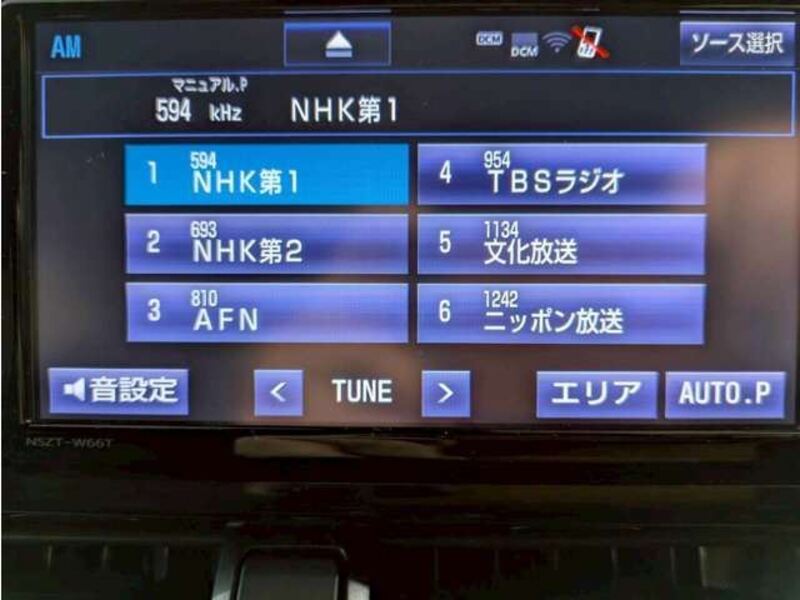 AM
DCM
DCM
ソース選択
マニュアル.P
594 kHz NHK第1
1 594 NHK第1
4 954 TBSラジオ
2 693 NHK第2
5 1134 文化放送
3 810 AFN
6 1242 ニッポン放送
音設定
< TUNE >
エリア
AUTO.P
NSZT-W66T